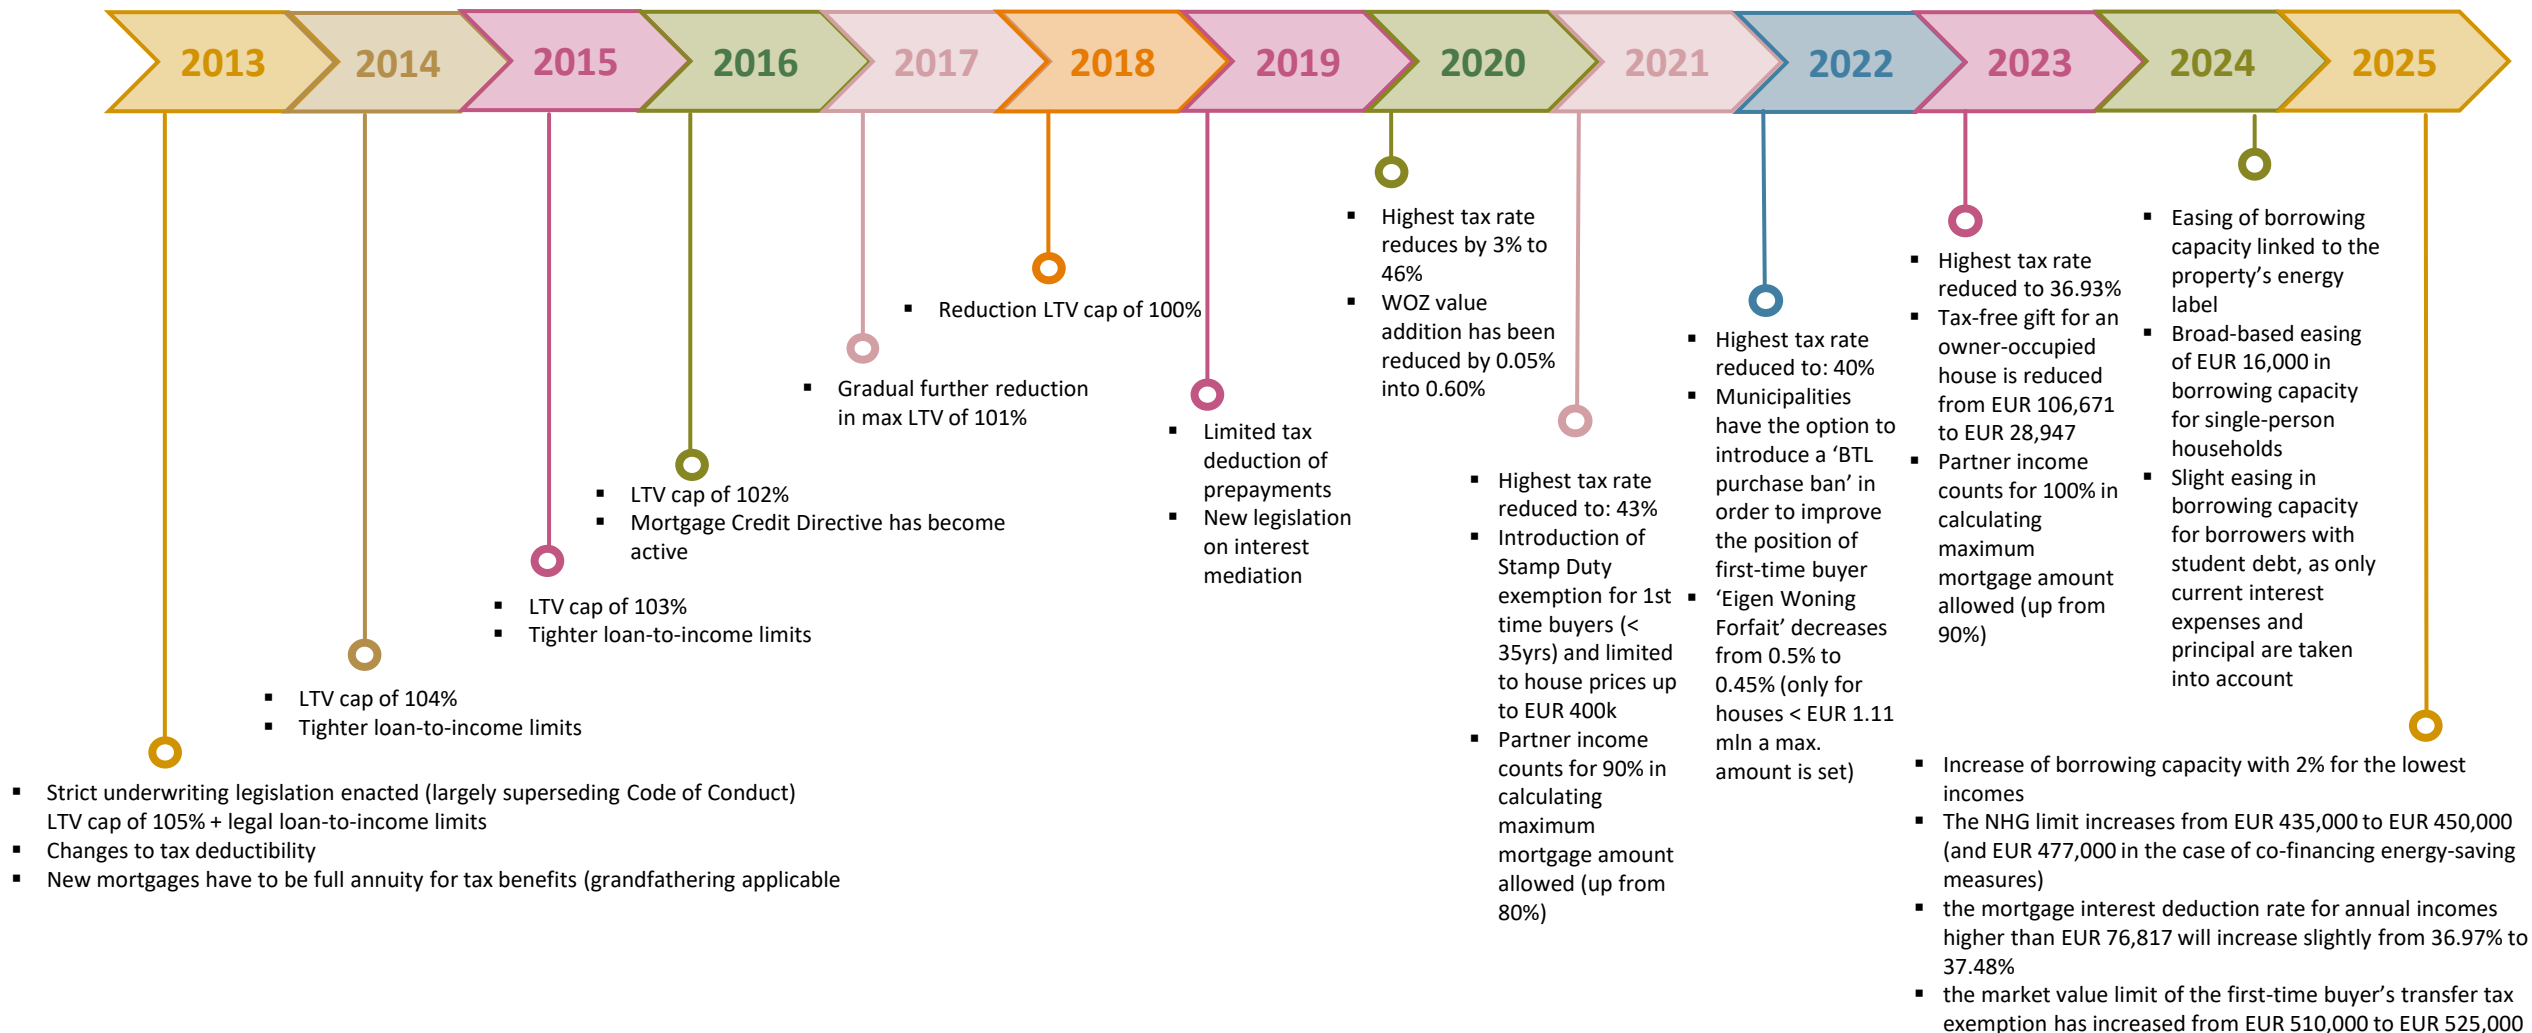 2013
2014
2015
2016
2017
2018
2019
2020
2021
2022
2023
2024
2025
▪ Strict underwriting legislation enacted (largely superseding Code of Conduct)
LTV cap of 105% + legal loan-to-income limits
▪ Changes to tax deductibility
▪ New mortgages have to be full annuity for tax benefits (grandfathering applicable
▪ LTV cap of 104%
▪ Tighter loan-to-income limits
▪ LTV cap of 103%
▪ Tighter loan-to-income limits
▪ LTV cap of 102%
▪ Mortgage Credit Directive has become
active
▪ Gradual further reduction
in max LTV of 101%
▪ Reduction LTV cap of 100%
▪ Limited tax
deduction of
prepayments
▪ New legislation
on interest
mediation
▪ Highest tax rate
reduces by 3% to
46%
▪ WOZ value
addition has been
reduced by 0.05%
into 0.60%
▪ Highest tax rate
reduced to: 43%
▪ Introduction of
Stamp Duty
exemption for 1st
time buyers (<
35yrs) and limited
to house prices up
to EUR 400k
▪ Partner income
counts for 90% in
calculating
maximum
mortgage amount
allowed (up from
80%)
▪ Highest tax rate
reduced to: 40%
▪ Municipalities
have the option to
introduce a ‘BTL
purchase ban’ in
order to improve
the position of
first-time buyer
▪ ‘Eigen Woning
Forfait’ decreases
from 0.5% to
0.45% (only for
houses < EUR 1.11
mln a max.
amount is set)
▪ Highest tax rate
reduced to 36.93%
▪ Tax-free gift for an
owner-occupied
house is reduced
from EUR 106,671
to EUR 28,947
▪ Partner income
counts for 100% in
calculating
maximum
mortgage amount
allowed (up from
90%)
▪ Easing of borrowing
capacity linked to the
property’s energy
label
▪ Broad-based easing
of EUR 16,000 in
borrowing capacity
for single-person
households
▪ Slight easing in
borrowing capacity
for borrowers with
student debt, as only
current interest
expenses and
principal are taken
into account
▪ Increase of borrowing capacity with 2% for the lowest
incomes
▪ The NHG limit increases from EUR 435,000 to EUR 450,000
(and EUR 477,000 in the case of co-financing energy-saving
measures)
▪ the mortgage interest deduction rate for annual incomes
higher than EUR 76,817 will increase slightly from 36.97% to
37.48%
▪ the market value limit of the first-time buyer’s transfer tax
exemption has increased from EUR 510,000 to EUR 525,000